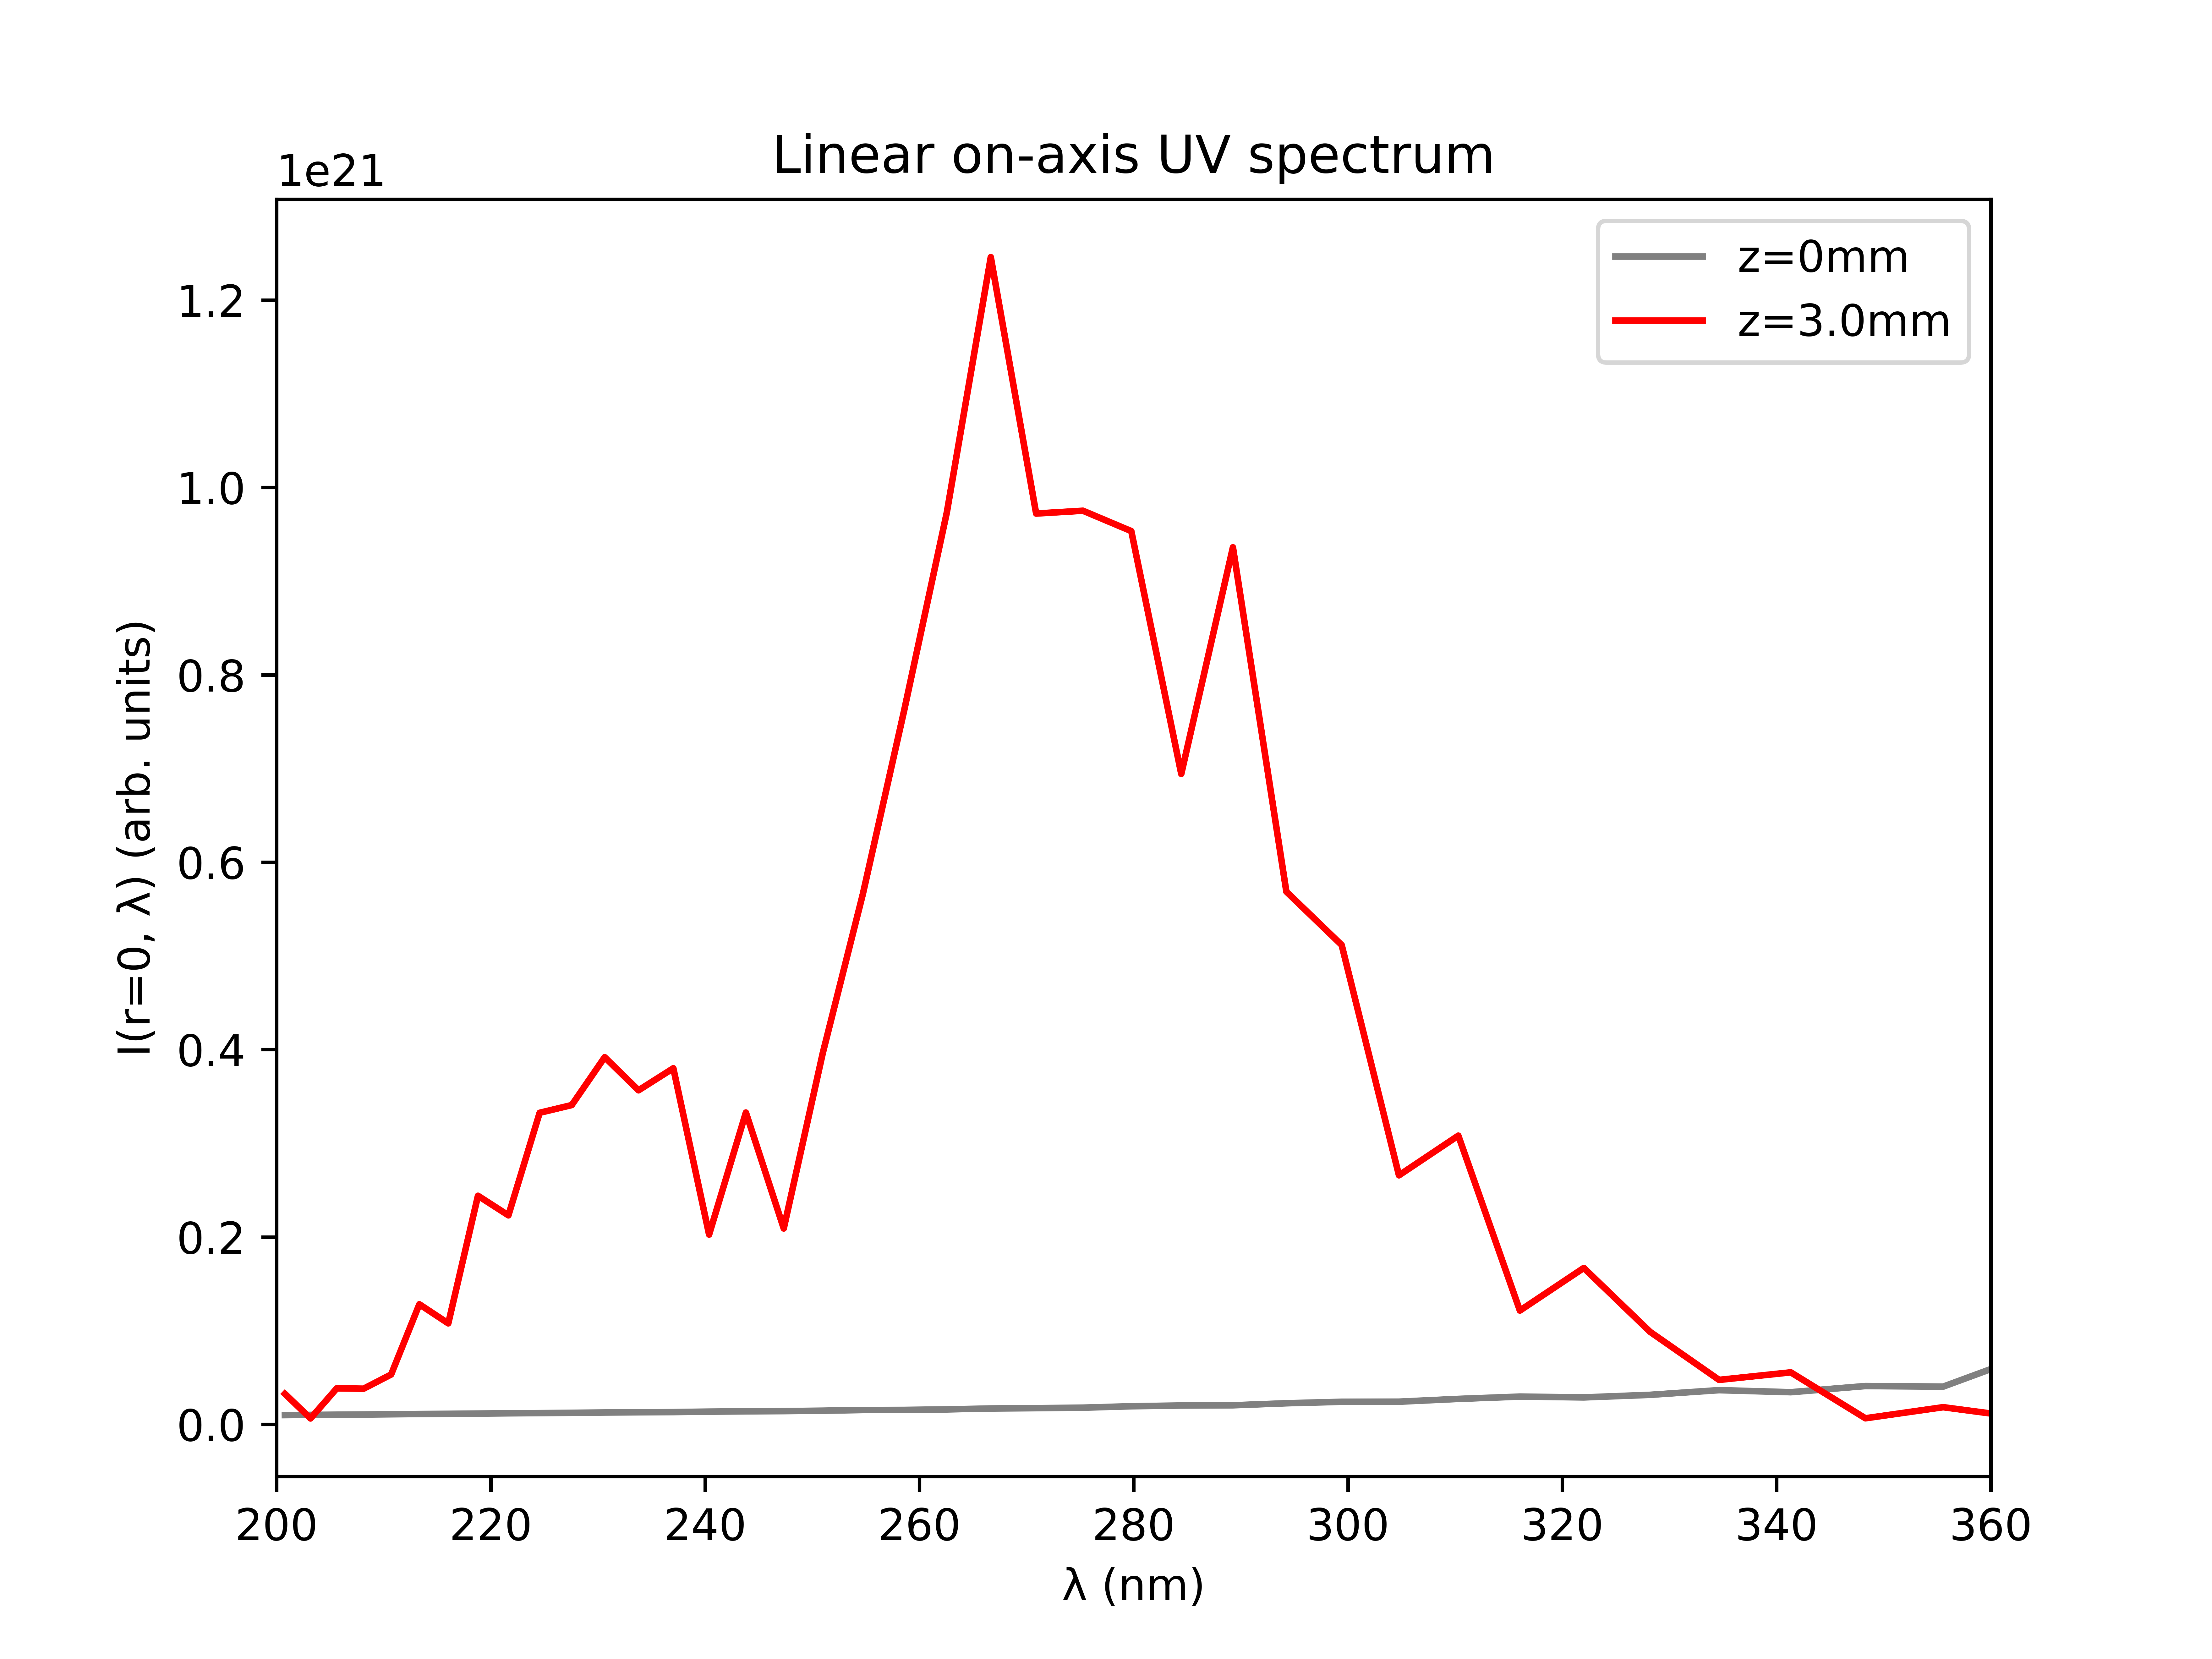 Linear on-axis UV spectrum
1e21
z=0mm
z=3.0mm
1.2
1.0
0.8
0.6
0.4
0.2
0.0
I(r=0, λ) (arb. units)
200 220 240 260 280 300 320 340 360
λ (nm)